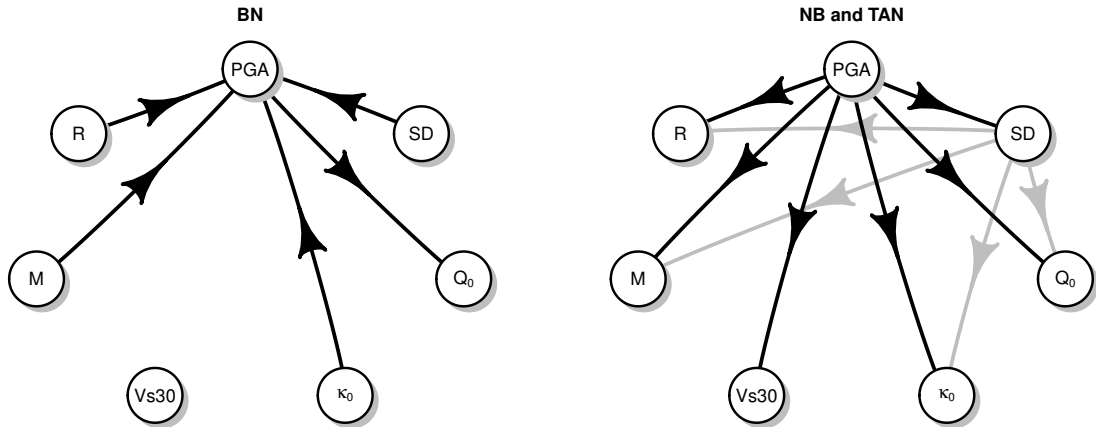 BN
PGA
R
SD
M
Q₀
Vs30
κ₀
NB and TAN
PGA
R
SD
M
Q₀
Vs30
κ₀